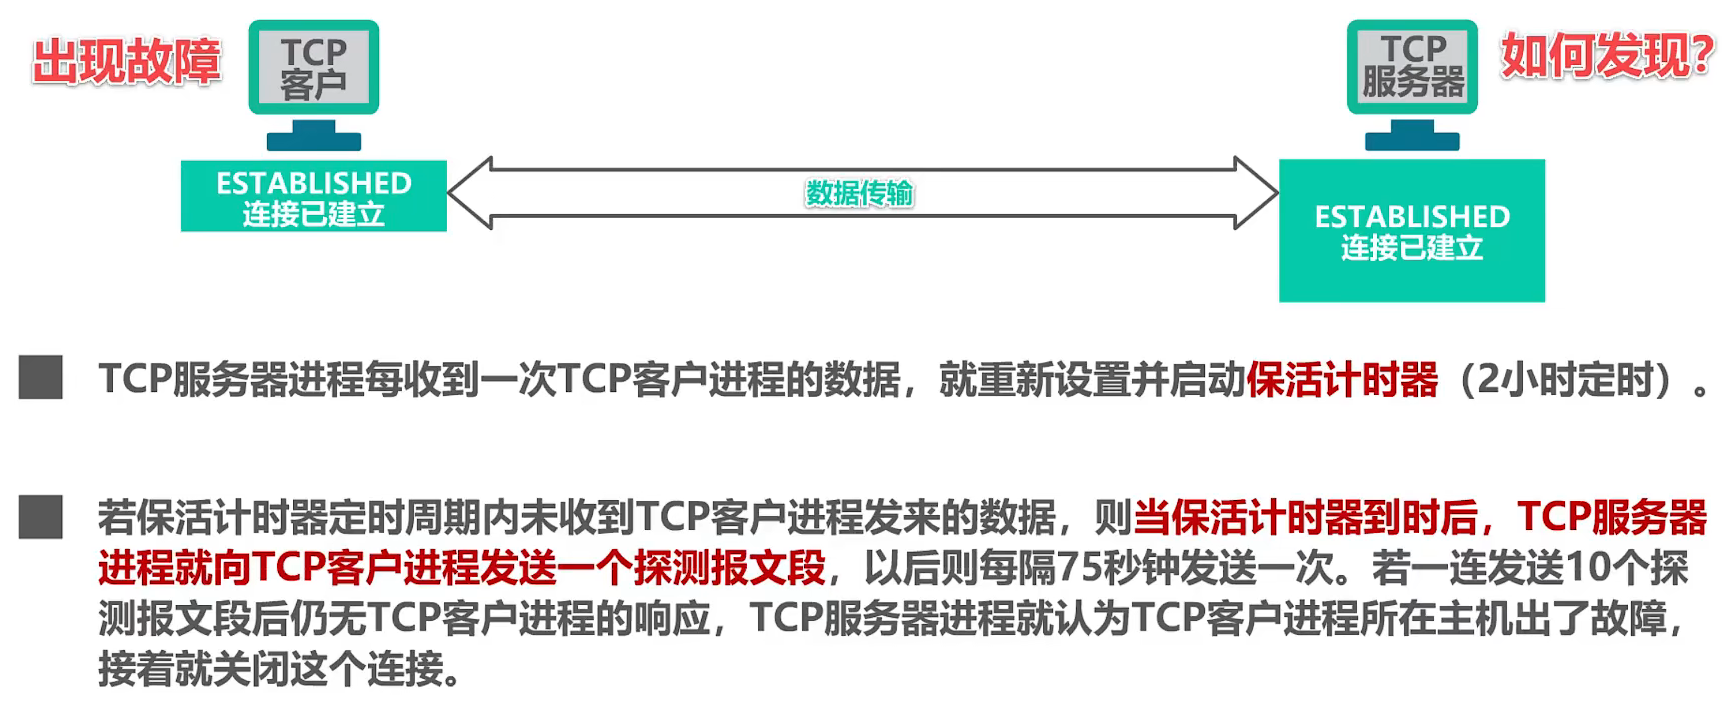 出现故障
TCP
客户
TCP
服务器
如何发现?
ESTABLISHED
连接已建立
数据传输
ESTABLISHED
连接已建立
TCP服务器进程每收到一次TCP客户进程的数据，就重新设置并启动保活计时器（2小时定时）。
若保活计时器定时周期内未收到TCP客户进程发来的数据，则当保活计时器到时后，TCP服务器
进程就向TCP客户进程发送一个探测报文段，以后则每隔75秒钟发送一次。若一连发送10个探
测报文段后仍无TCP客户进程的响应，TCP服务器进程就认为TCP客户进程所在主机出了故障，
接着就关闭这个连接。